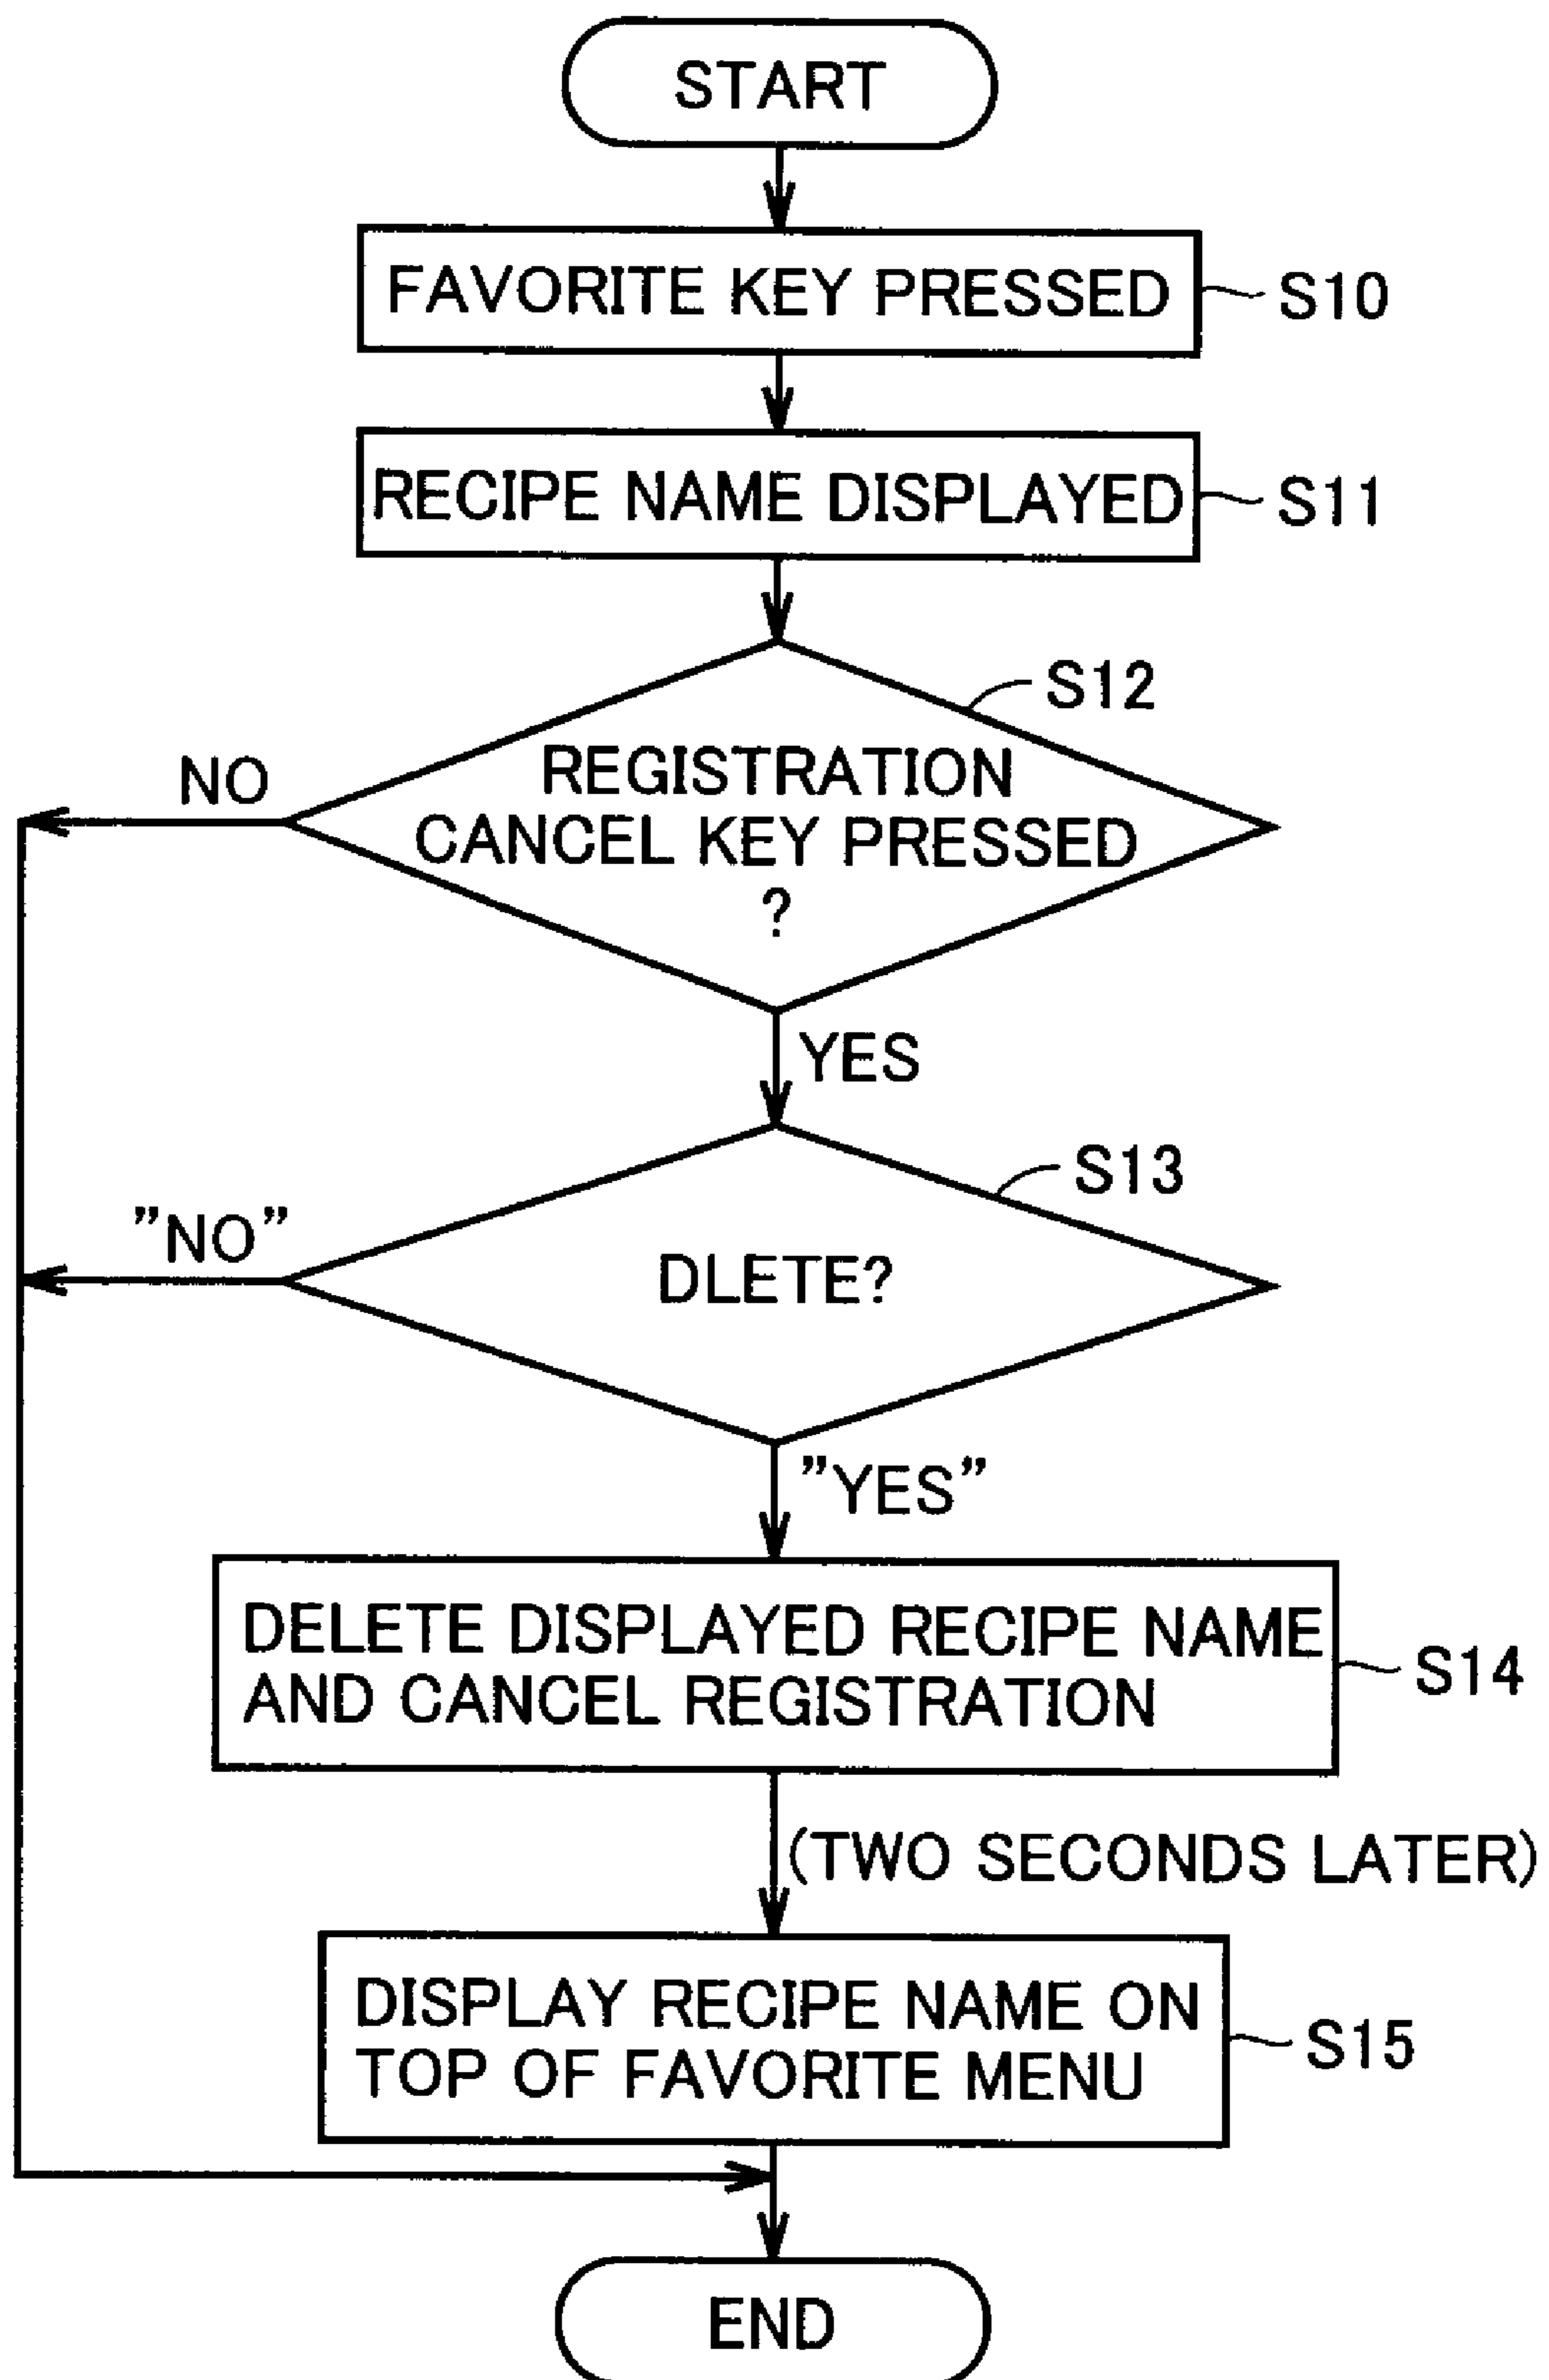 START
FAVORITE KEY PRESSED
S10
RECIPE NAME DISPLAYED
S11
S12
REGISTRATION
CANCEL KEY PRESSED
?
NO
YES
S13
DLETE?
”NO”
”YES”
DELETE DISPLAYED RECIPE NAME
AND CANCEL REGISTRATION
S14
(TWO SECONDS LATER)
DISPLAY RECIPE NAME ON
TOP OF FAVORITE MENU
S15
END